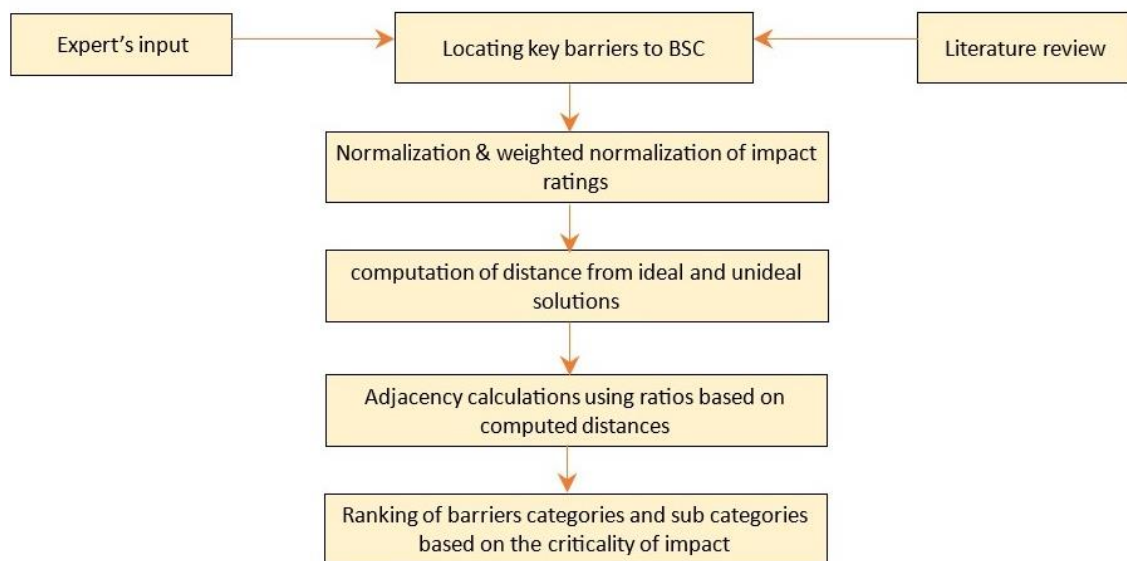 Expert's input
Locating key barriers to BSC
Literature review
Normalization & weighted normalization of impact
ratings
computation of distance from ideal and unideal
solutions
Adjacency calculations using ratios based on
computed distances
Ranking of barriers categories and sub categories
based on the criticality of impact